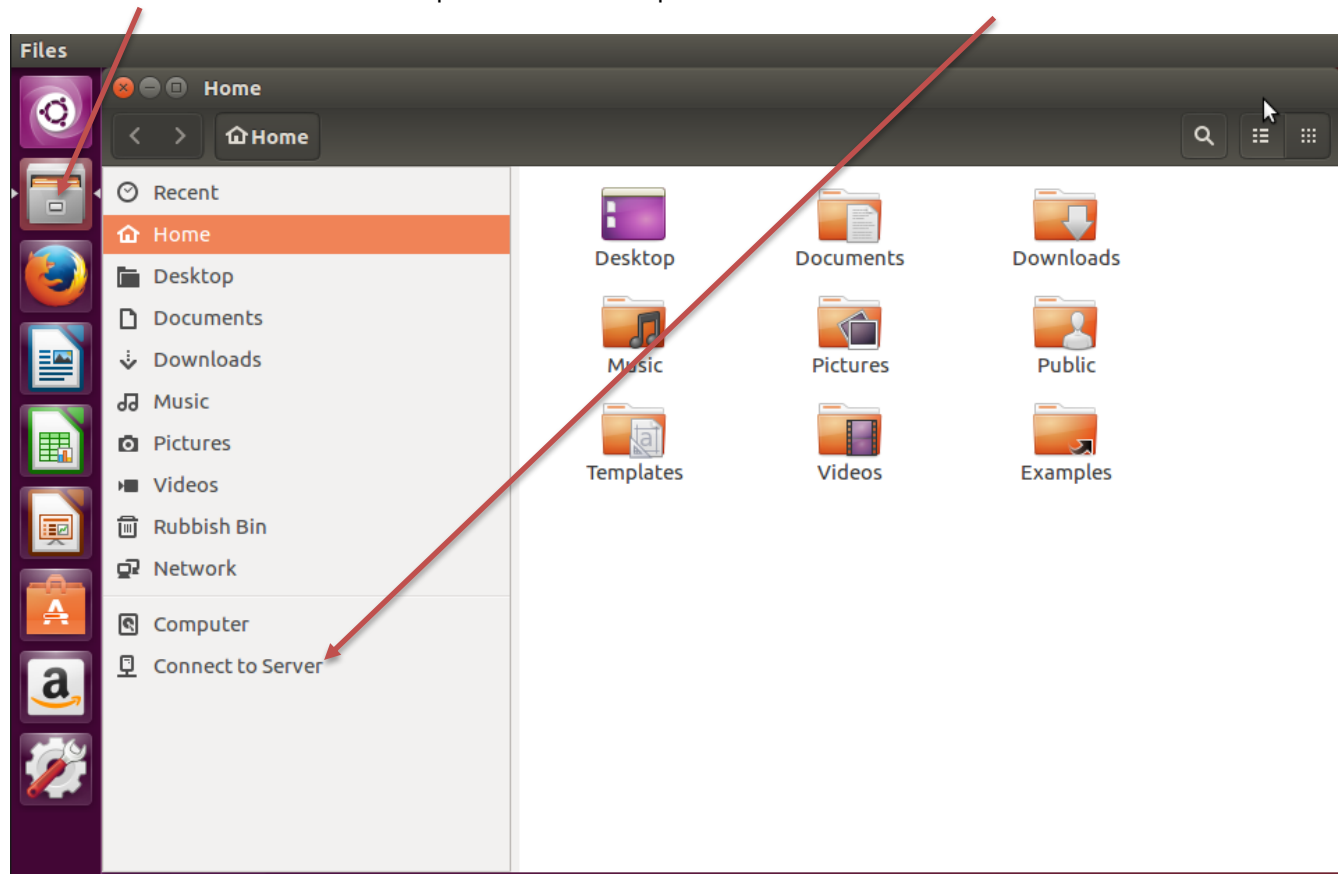 Files
Home
Home
Recent
Home
Desktop
Documents
Downloads
Music
Pictures
Videos
Rubbish Bin
Network
Computer
Connect to Server
Desktop Documents Downloads
Music Pictures Public
Templates Videos Examples